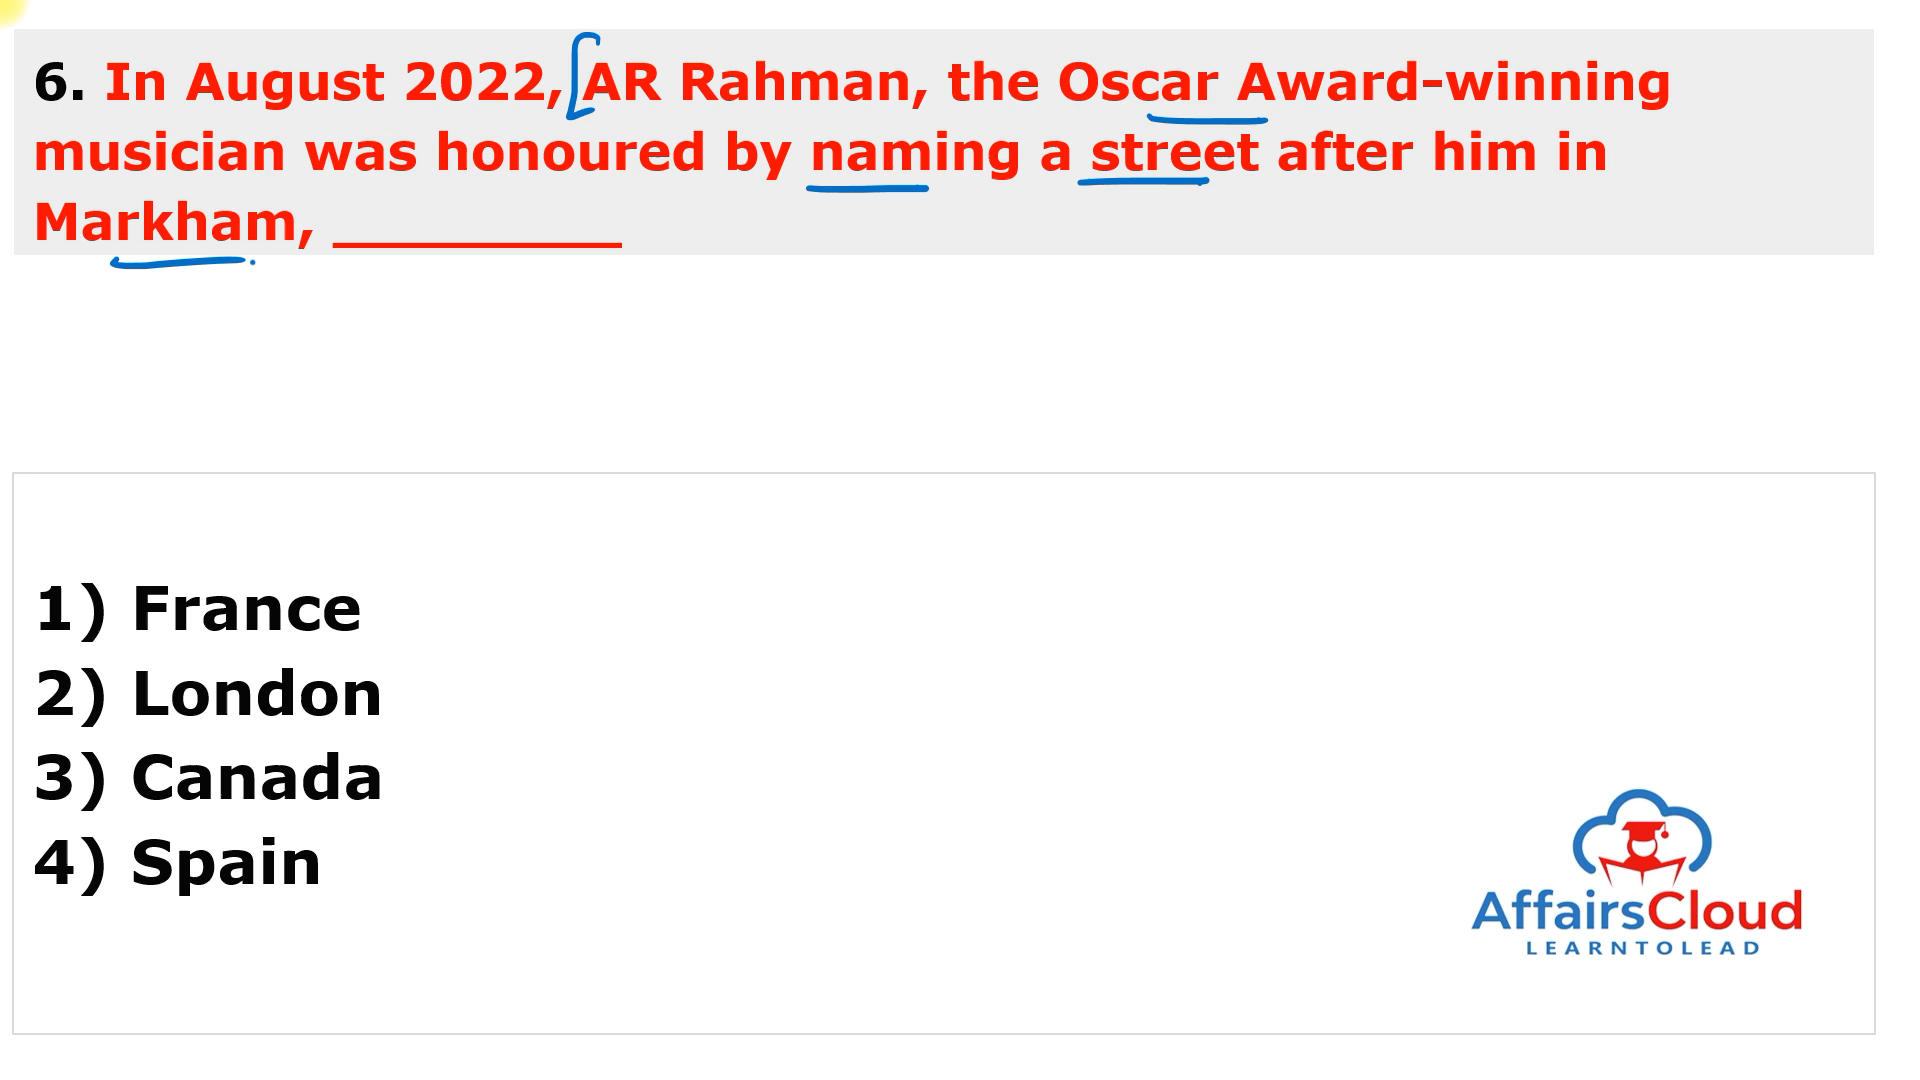 6. In August 2022, AR Rahman, the Oscar Award-winning
musician was honoured by naming a street after him in
Markham, ___________
1) France
2) London
3) Canada
4) Spain
AffairsCloud
LEARNTOLEAD